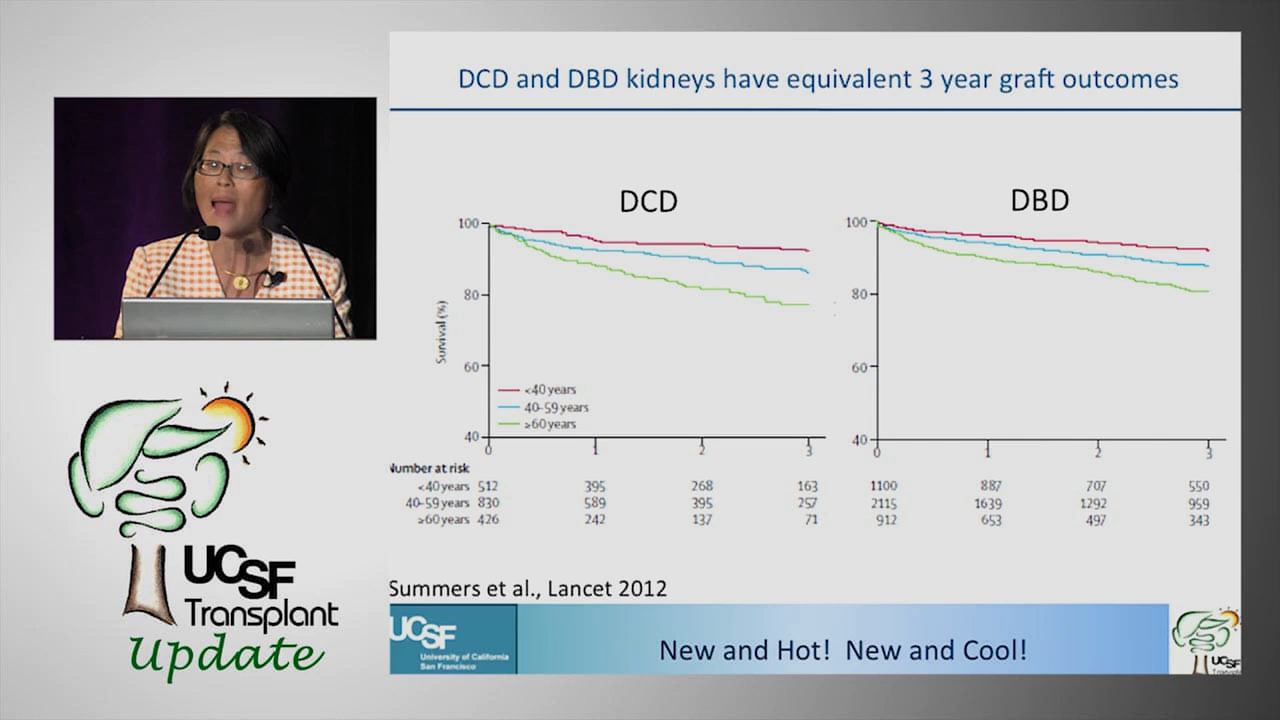 DCD and DBD kidneys have equivalent 3 year graft outcomes
DCD
DBD
100
80
60
40
Survival (%)
<40 years
40–59 years
≥60 years
0 1 2 3
100
80
60
40
0 1 2 3
Number at risk
<40 years 512 395 268 163 1100 887 707 550
40–59 years 830 589 395 257 2115 1639 1292 959
≥60 years 426 242 137 71 912 653 497 343
Summers et al., Lancet 2012
UCSF
University of California
San Francisco
New and Hot! New and Cool!
UCSF
UCSF
Transplant
Update